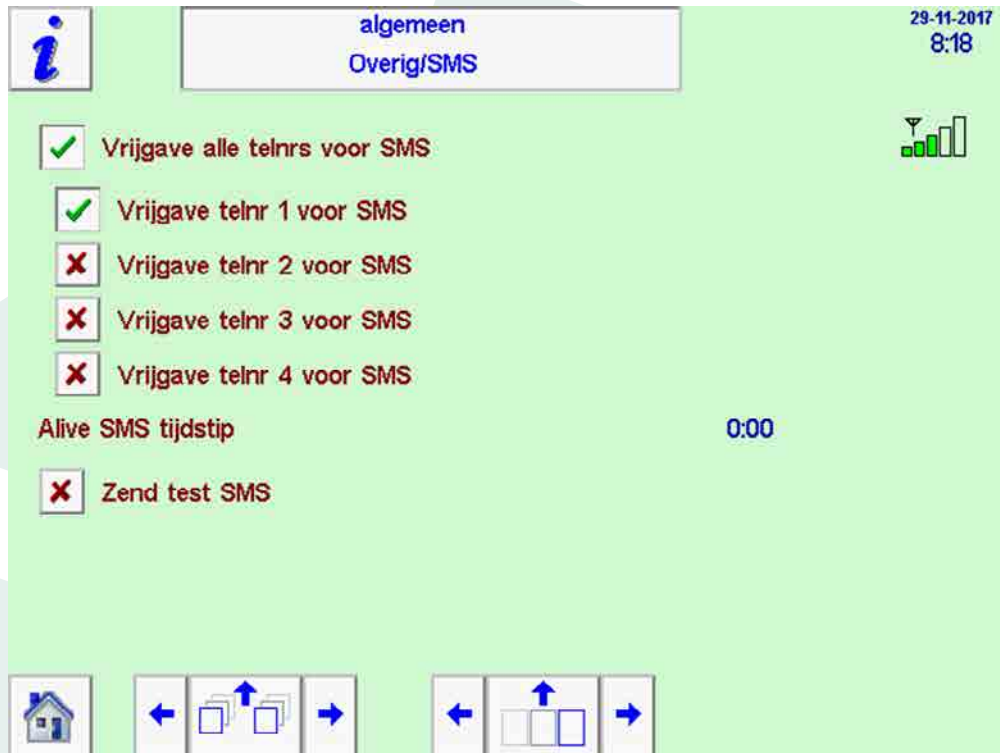 algemeen
Overig/SMS
29-11-2017
8:18
Vrijgave alle telnrs voor SMS
Vrijgave telnr 1 voor SMS
Vrijgave telnr 2 voor SMS
Vrijgave telnr 3 voor SMS
Vrijgave telnr 4 voor SMS
Alive SMS tijdstip 0:00
Zend test SMS